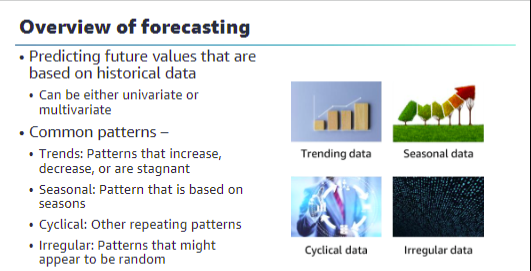 Overview of forecasting
• Predicting future values that are
based on historical data
• Can be either univariate or
multivariate
• Common patterns –
• Trends: Patterns that increase,
decrease, or are stagnant
• Seasonal: Pattern that is based on
seasons
• Cyclical: Other repeating patterns
• Irregular: Patterns that might
appear to be random
Trending data
Seasonal data
Cyclical data
Irregular data